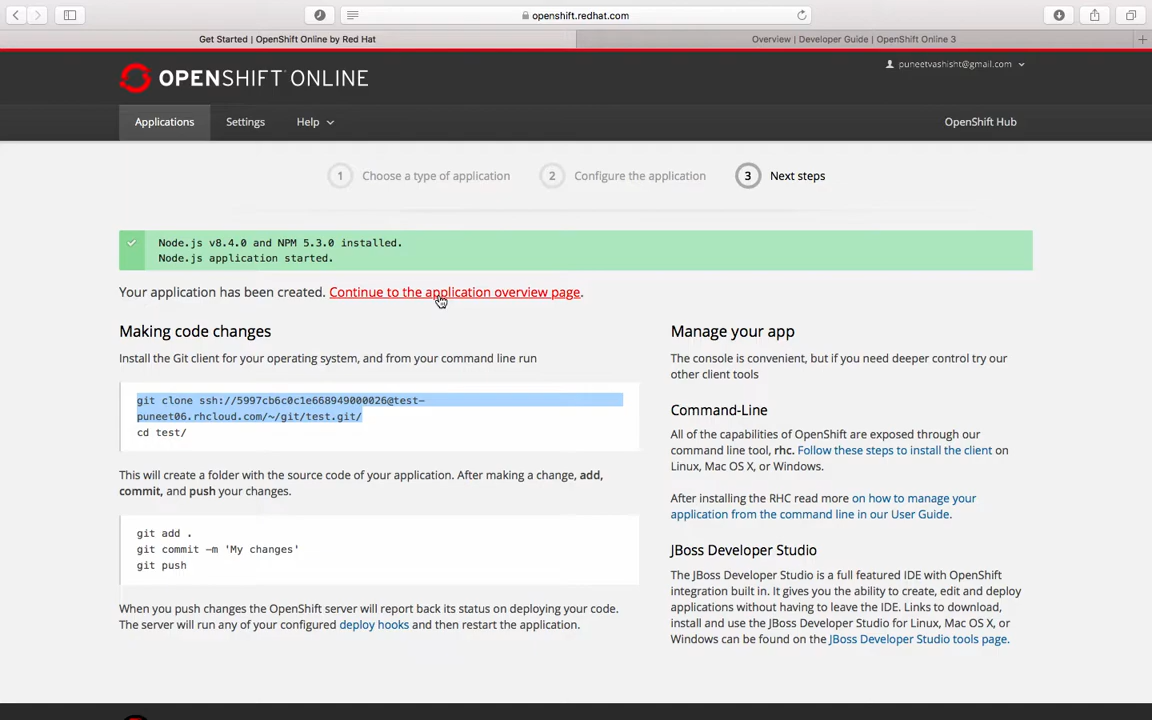 openshift.redhat.com
Get Started | OpenShift Online by Red Hat
Overview | Developer Guide | OpenShift Online 3
OPENSHIFT ONLINE
puneetvashisht@gmail.com
Applications
Settings
Help
OpenShift Hub
1 Choose a type of application
2 Configure the application
3 Next steps
Node.js v8.4.0 and NPM 5.3.0 installed.
Node.js application started.
Your application has been created. Continue to the application overview page.
Making code changes
Install the Git client for your operating system, and from your command line run
git clone ssh://5997cb6c0c1e668949000026@test-
puneet06.rhcloud.com/~/git/test.git/
cd test/
This will create a folder with the source code of your application. After making a change, add,
commit, and push your changes.
git add .
git commit -m 'My changes'
git push
When you push changes the OpenShift server will report back its status on deploying your code.
The server will run any of your configured deploy hooks and then restart the application.
Manage your app
The console is convenient, but if you need deeper control try our
other client tools
Command-Line
All of the capabilities of OpenShift are exposed through our
command line tool, rhc. Follow these steps to install the client on
Linux, Mac OS X, or Windows.
After installing the RHC read more on how to manage your
application from the command line in our User Guide.
JBoss Developer Studio
The JBoss Developer Studio is a full featured IDE with OpenShift
integration built in. It gives you the ability to create, edit and deploy
applications without having to leave the IDE. Links to download,
install and use the JBoss Developer Studio for Linux, Mac OS X, or
Windows can be found on the JBoss Developer Studio tools page.